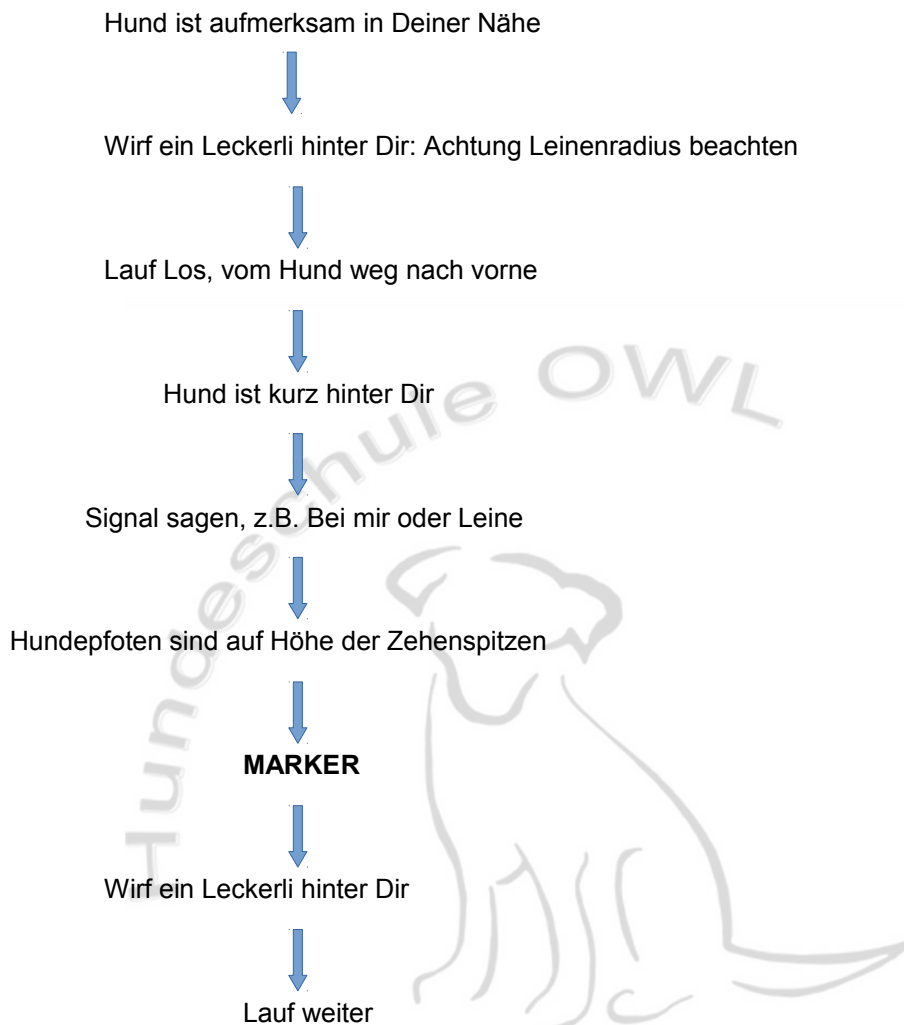 Hund ist aufmerksam in Deiner Nähe
Wirf ein Leckerli hinter Dir: Achtung Leinenradius beachten
Lauf Los, vom Hund weg nach vorne
Hund ist kurz hinter Dir
Signal sagen, z.B. Bei mir oder Leine
Hundepfoten sind auf Höhe der Zehenspitzen
MARKER
Wirf ein Leckerli hinter Dir
Lauf weiter
Hundeschule OWL